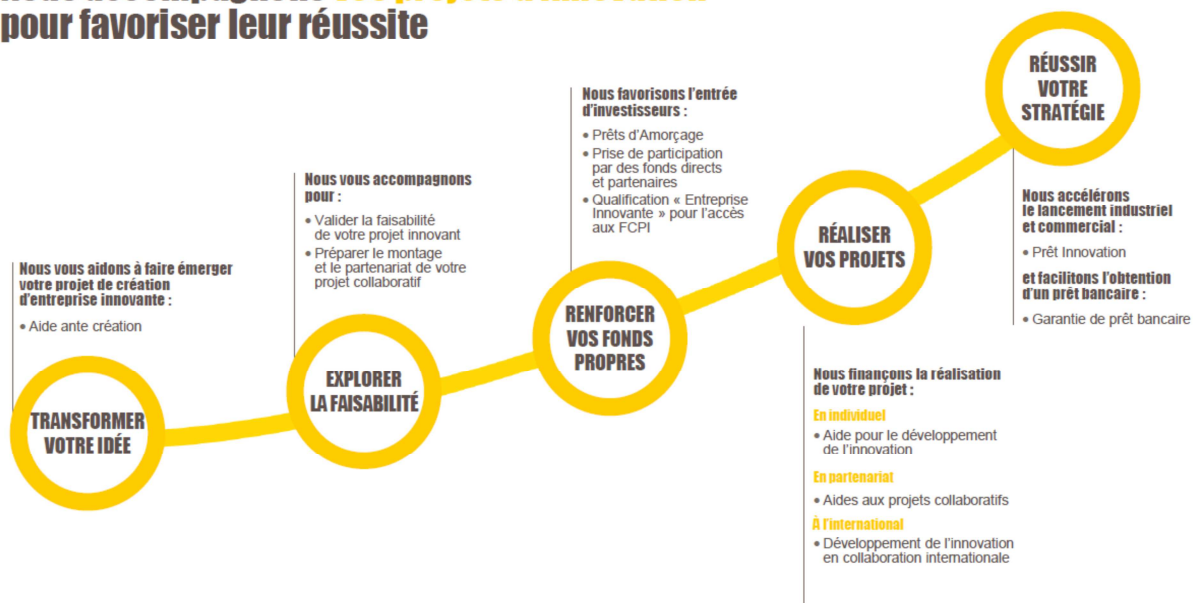 pour favoriser leur réussite
Nous vous aidons à faire émerger
votre projet de création
d'entreprise innovante :
• Aide ante création
TRANSFORMER
VOTRE IDÉE
Nous vous accompagnons
pour :
• Valider la faisabilité
de votre projet innovant
• Préparer le montage
et le partenariat de votre
projet collaboratif
EXPLORER
LA FAISABILITÉ
Nous favorisons l'entrée
d'investisseurs :
• Prêts d'Amorçage
• Prise de participation
par des fonds directs
et partenaires
• Qualification « Entreprise
Innovante » pour l'accès
aux FCPI
RENFORCER
VOS FONDS
PROPRES
RÉALISER
VOS PROJETS
Nous finançons la réalisation
de votre projet :
En individuel
• Aide pour le développement
de l'innovation
En partenariat
• Aides aux projets collaboratifs
À l'international
• Développement de l'innovation
en collaboration internationale
RÉUSSIR
VOTRE
STRATÉGIE
Nous accélérons
le lancement industriel
et commercial :
• Prêt Innovation
et facilitons l'obtention
d'un prêt bancaire :
• Garantie de prêt bancaire